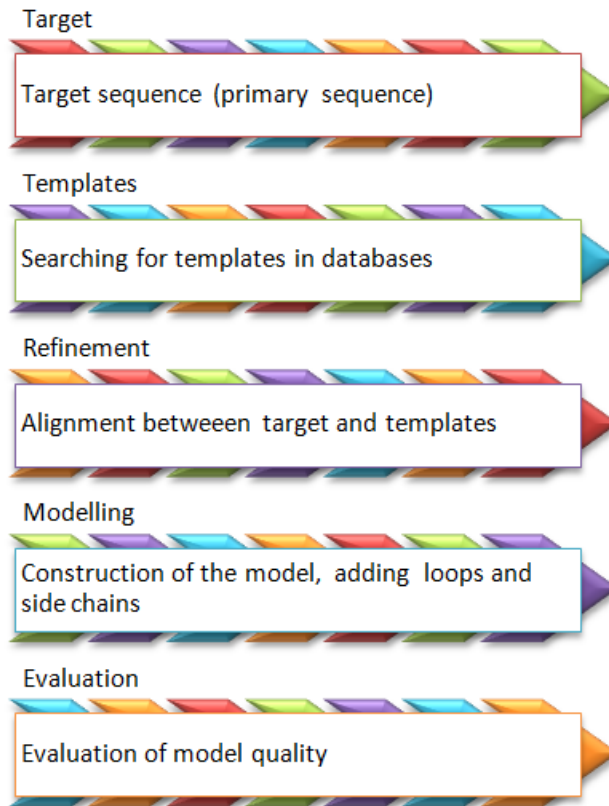 Target
Target sequence (primary sequence)
Templates
Searching for templates in databases
Refinement
Alignment betweeen target and templates
Modelling
Construction of the model, adding loops and
side chains
Evaluation
Evaluation of model quality